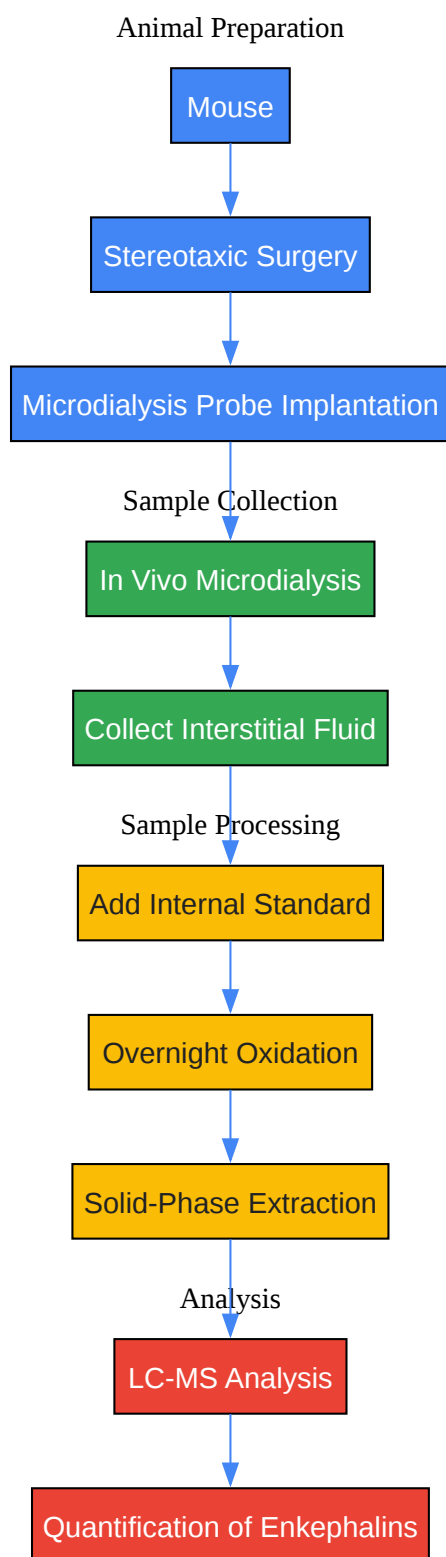 Animal Preparation
Mouse
Stereotaxic Surgery
Microdialysis Probe Implantation
Sample Collection
In Vivo Microdialysis
Collect Interstitial Fluid
Sample Processing
Add Internal Standard
Overnight Oxidation
Solid-Phase Extraction
Analysis
LC-MS Analysis
Quantification of Enkephalins